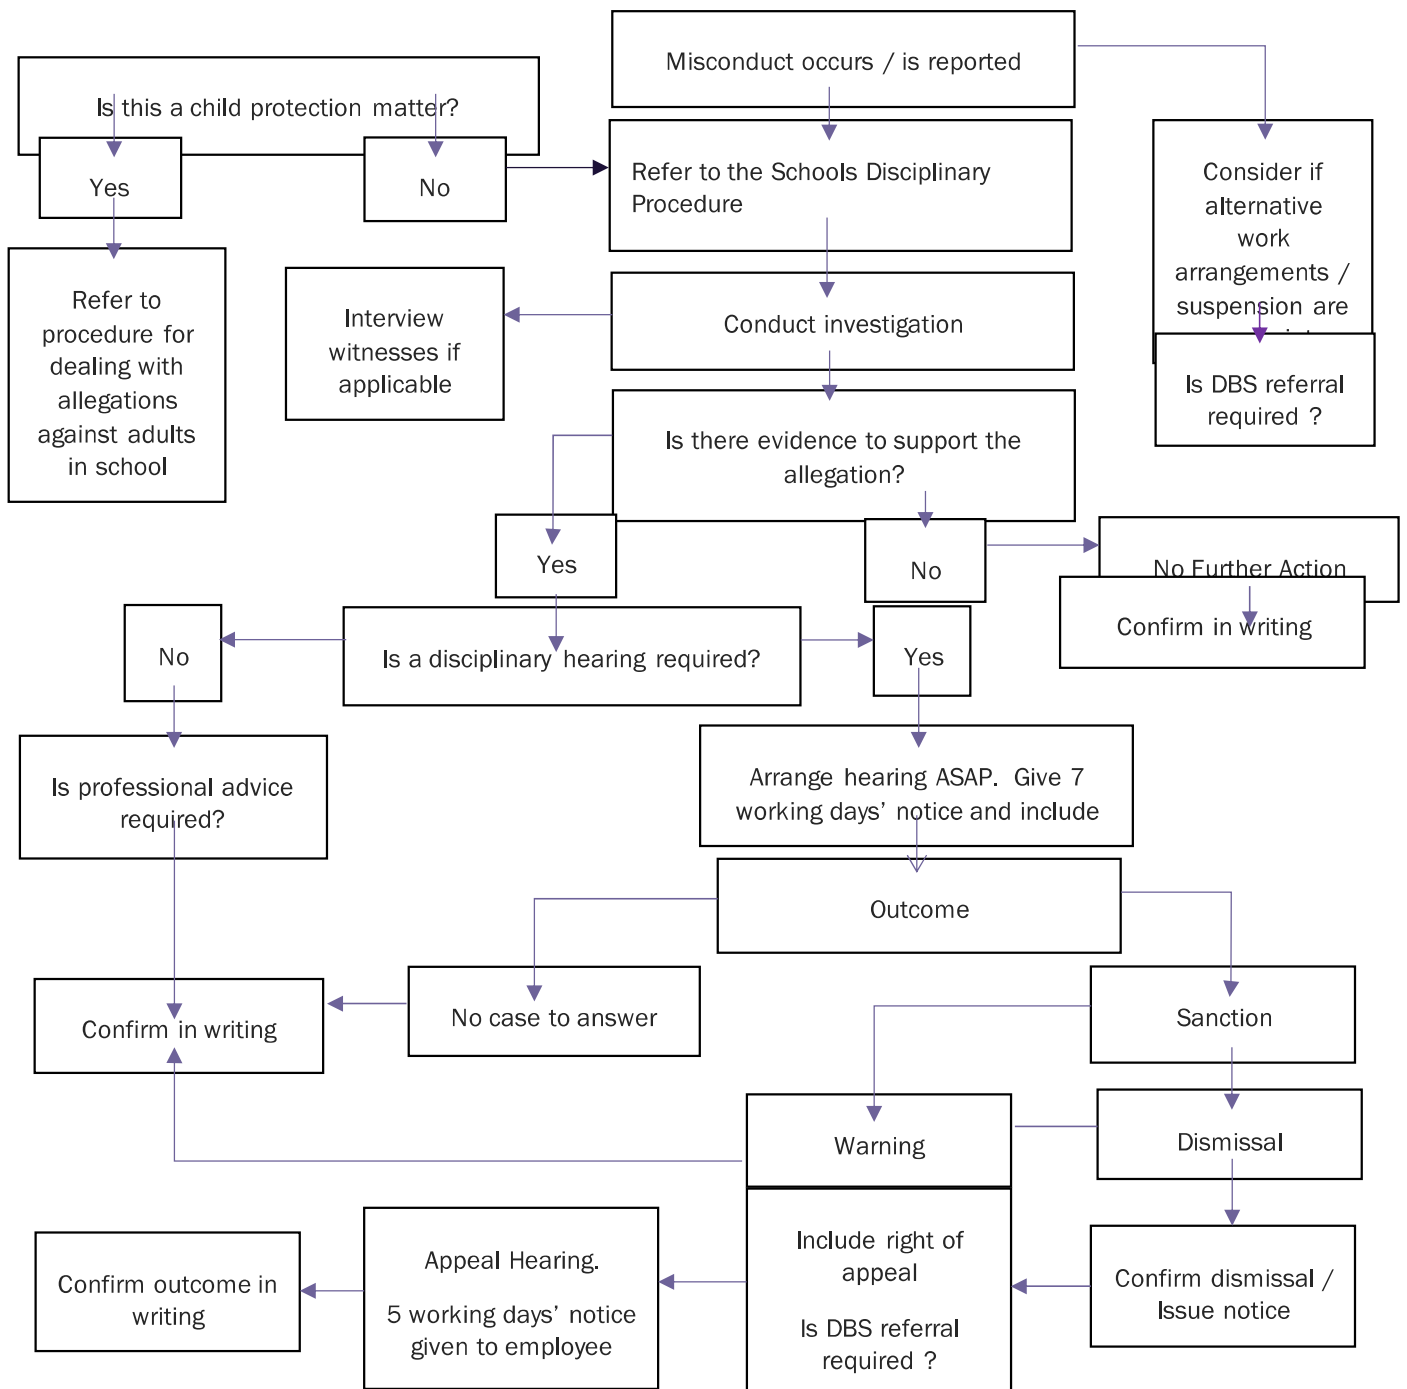 Misconduct occurs / is reported
Is this a child protection matter?
Yes
No
Refer to the Schools Disciplinary
Procedure
Consider if
alternative
work
arrangements /
suspension are
Is DBS referral
required ?
Refer to
procedure for
dealing with
allegations
against adults
in school
Interview
witnesses if
applicable
Conduct investigation
Is there evidence to support the
allegation?
Yes
No
No Further Action
Confirm in writing
No
Is a disciplinary hearing required?
Yes
Is professional advice
required?
Arrange hearing ASAP. Give 7
working days’ notice and include
Outcome
Confirm in writing
No case to answer
Sanction
Warning
Dismissal
Include right of
appeal
Is DBS referral
required ?
Confirm dismissal /
Issue notice
Appeal Hearing.
5 working days’ notice
given to employee
Confirm outcome in
writing